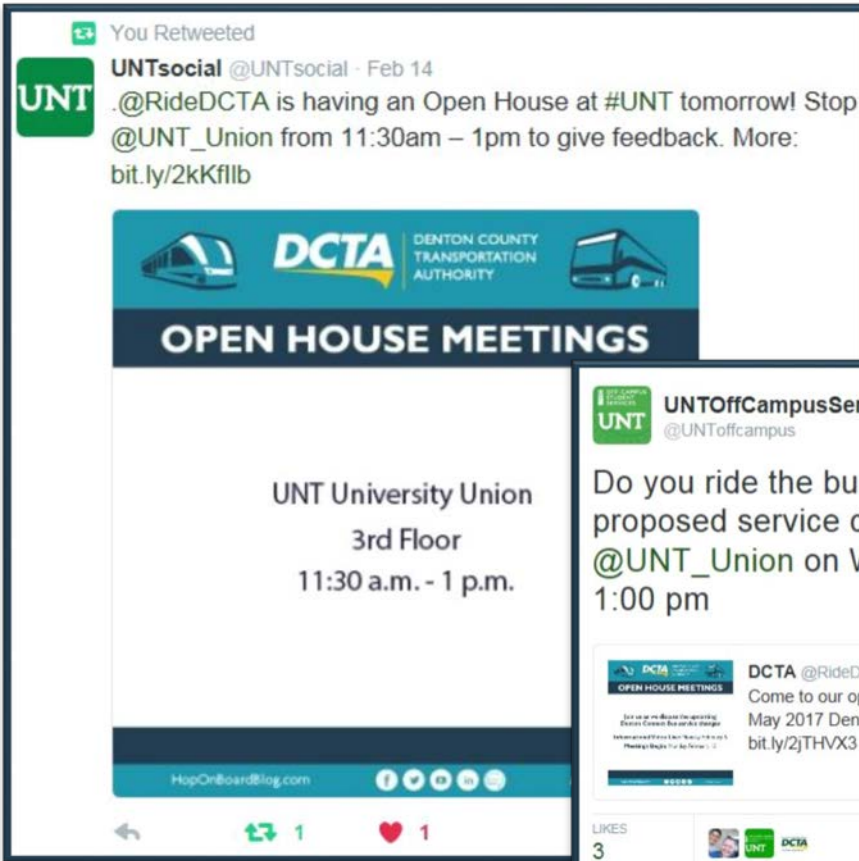 You Retweeted
UNTsocial @UNTsocial · Feb 14
UNT
.@RideDCTA is having an Open House at #UNT tomorrow! Stop
@UNT_Union from 11:30am – 1pm to give feedback. More:
bit.ly/2kKfIlb
DCTA DENTON COUNTY
TRANSPORTATION
AUTHORITY
OPEN HOUSE MEETINGS
UNT University Union
3rd Floor
11:30 a.m. - 1 p.m.
HopOnBoardBlog.com
1 1
UNT
UNTOffCampusSer
@UNToffcampus
Do you ride the bu
proposed service c
@UNT_Union on
1:00 pm
DCTA
OPEN HOUSE MEETINGS
DCTA @RideD
Come to our op
May 2017 Den
bit.ly/2jTHVX3
LIKES
3
UNT DCTA